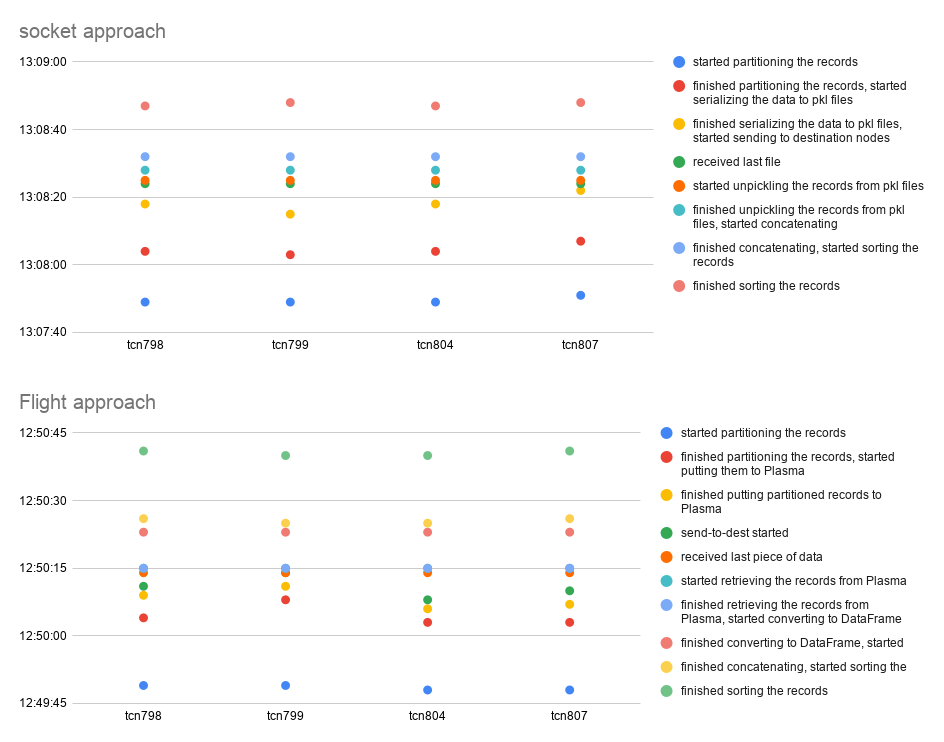 socket approach
13:09:00
13:08:40
13:08:20
13:08:00
13:07:40
tcn798
tcn799
tcn804
tcn807
started partitioning the records
finished partitioning the records, started
serializing the data to pkl files
finished serializing the data to pkl files,
started sending to destination nodes
received last file
started unpickling the records from pkl files
finished unpickling the records from pkl
files, started concatenating
finished concatenating, started sorting the
records
finished sorting the records
Flight approach
12:50:45
12:50:30
12:50:15
12:50:00
12:49:45
tcn798
tcn799
tcn804
tcn807
started partitioning the records
finished partitioning the records, started
putting them to Plasma
finished putting partitioned records to
Plasma
send-to-dest started
received last piece of data
started retrieving the records from Plasma
finished retrieving the records from
Plasma, started converting to DataFrame
finished converting to DataFrame, started
finished concatenating, started sorting the
finished sorting the records